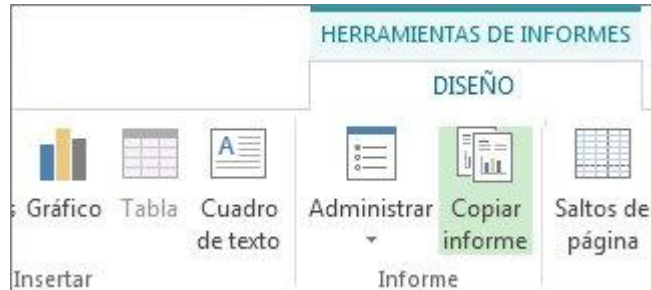 HERRAMIENTAS DE INFORMES
DISEÑO
Gráfico
Tabla
Cuadro
de texto
Administrar
Copiar
informe
Saltos de
página
Insertar
Informe